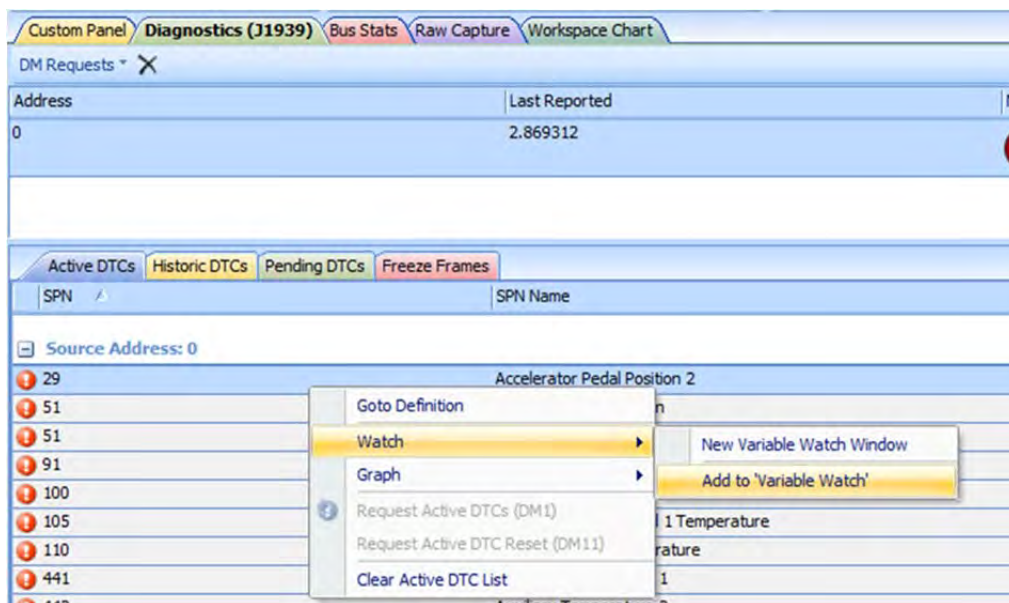 Custom Panel Diagnostics (J1939) Bus Stats Raw Capture Workspace Chart
DM Requests
Address Last Reported
0 2.869312
Active DTCs Historic DTCs Pending DTCs Freeze Frames
SPN SPN Name
Source Address: 0
29 Accelerator Pedal Position 2
51
51
91
100
105 1 Temperature
110
441 1
Goto Definition
Watch
Graph
Request Active DTCs (DM1)
Request Active DTC Reset (DM11)
Clear Active DTC List
New Variable Watch Window
Add to 'Variable Watch'